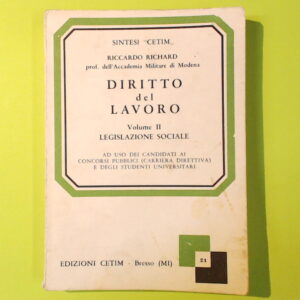 SINTESI "CETIM„
RICCARDO RICHARD
prof. dell'Accademia Militare di Modena
DIRITTO
del
LAVORO
Volume II
LEGISLAZIONE SOCIALE
AD USO DEI CANDIDATI AI
CONCORSI PUBBLICI (CARRIERA DIRETTIVA)
E DEGLI STUDENTI UNIVERSITARI
21
EDIZIONI CETIM - Bresso (MI)